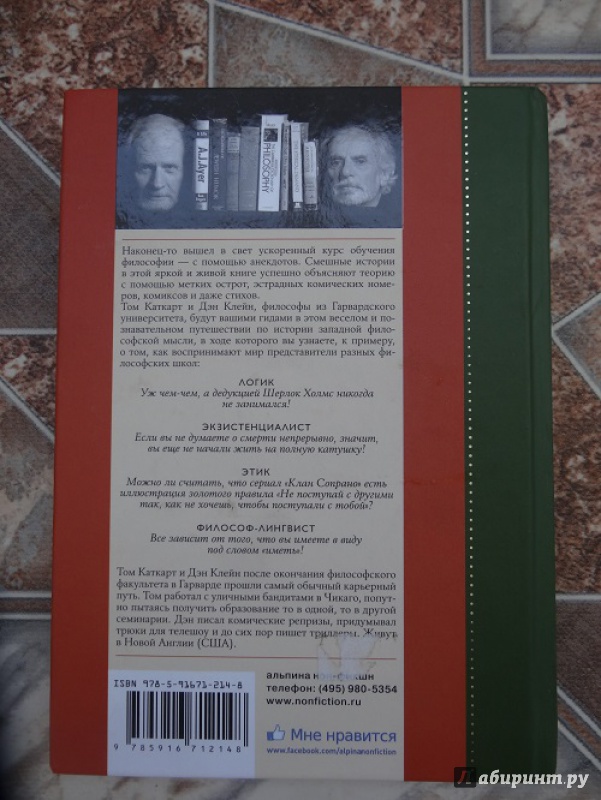 A.J. Ayer
PHILOSOPHY
Наконец-то вышел в свет ускоренный курс обучения
философии — с помощью анекдотов. Смешные истории
в этой яркой и живой книге успешно объясняют теорию
с помощью метких острот, эстрадных комических номе-
ров, комиксов и даже стихов.
Том Каткарт и Дэн Клейн, философы из Гарвардского
университета, будут вашими гидами в этом веселом и по-
знавательном путешествии по истории западной фило-
софской мысли, в ходе которого вы узнаете, к примеру,
о том, как воспринимают мир представители разных фи-
лософских школ:
ЛОГИК
Уж чем-чем, а дедукцией Шерлок Холмс никогда
не занимался!
ЭКЗИСТЕНЦИАЛИСТ
Если вы не думаете о смерти непрерывно, значит,
вы еще не начали жить на полную катушку!
ЭТИК
Можно ли считать, что сериал «Клан Сопрано» есть
иллюстрация золотого правила «Не поступай с другими
так, как не хочешь, чтобы поступали с тобой»?
ФИЛОСОФ-ЛИНГВИСТ
Все зависит от того, что вы имеете в виду
под словом «иметь»!
Том Каткарт и Дэн Клейн после окончания философского
факультета в Гарварде прошли самый обычный карьерный
путь. Том работал с уличными бандитами в Чикаго, попут-
но пытаясь получить образование то в одной, то в другой
семинарии. Дэн писал комические репризы, придумывал
трюки для телешоу и до сих пор пишет триллеры. Живут
в Новой Англии (США).
ISBN 978-5-91671-214-8
9 785916 712148
альпина нон-фикшн
телефон: (495) 980-5354
www.nonfiction.ru
Мне нравится
www.facebook.com/alpinanonfiction
Лабиринт.ру